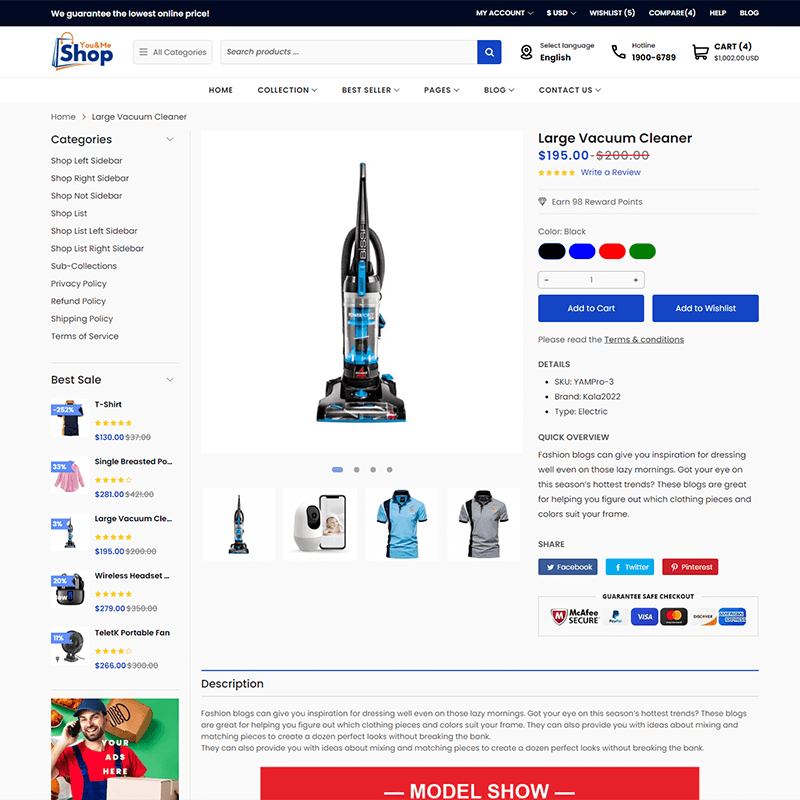 We guarantee the lowest online price!
MY ACCOUNT
$ USD
WISHLIST (5)
COMPARE(4)
HELP
BLOG
You&Me
Shop
All Categories
Search products ...
Select language
English
Hotline
1900-6789
CART (4)
$1,002.00 USD
HOME
COLLECTION
BEST SELLER
PAGES
BLOG
CONTACT US
Home > Large Vacuum Cleaner
Categories
Shop Left Sidebar
Shop Right Sidebar
Shop Not Sidebar
Shop List
Shop List Left Sidebar
Shop List Right Sidebar
Sub-Collections
Privacy Policy
Refund Policy
Shipping Policy
Terms of Service
Best Sale
-252%
T-Shirt
$130.00 $37.00
33%
Single Breasted Po...
$281.00 $421.00
3%
Large Vacuum Cle...
$195.00 $200.00
20%
Wireless Headset ...
$279.00 $350.00
11%
TeletK Portable Fan
$266.00 $300.00
YOUR
ADS
HERE
BISSELL
Large Vacuum Cleaner
$195.00-$200.00
Write a Review
Earn 98 Reward Points
Color: Black
- 1 +
Add to Cart
Add to Wishlist
Please read the Terms & conditions
DETAILS
SKU: YAMPro-3
Brand: Kala2022
Type: Electric
QUICK OVERVIEW
Fashion blogs can give you inspiration for dressing
well even on those lazy mornings. Got your eye on
this season's hottest trends? These blogs are great
for helping you figure out which clothing pieces and
colors suit your frame.
SHARE
Facebook
Twitter
Pinterest
GUARANTEE SAFE CHECKOUT
McAfee
SECURE
PayPal
VISA
mastercard
DISCOVER
AMERICAN
EXPRESS
Description
Fashion blogs can give you inspiration for dressing well even on those lazy mornings. Got your eye on this season's hottest trends? These blogs
are great for helping you figure out which clothing pieces and colors suit your frame. They can also provide you with ideas about mixing and
matching pieces to create a dozen perfect looks without breaking the bank.
They can also provide you with ideas about mixing and matching pieces to create a dozen perfect looks without breaking the bank.
— MODEL SHOW —